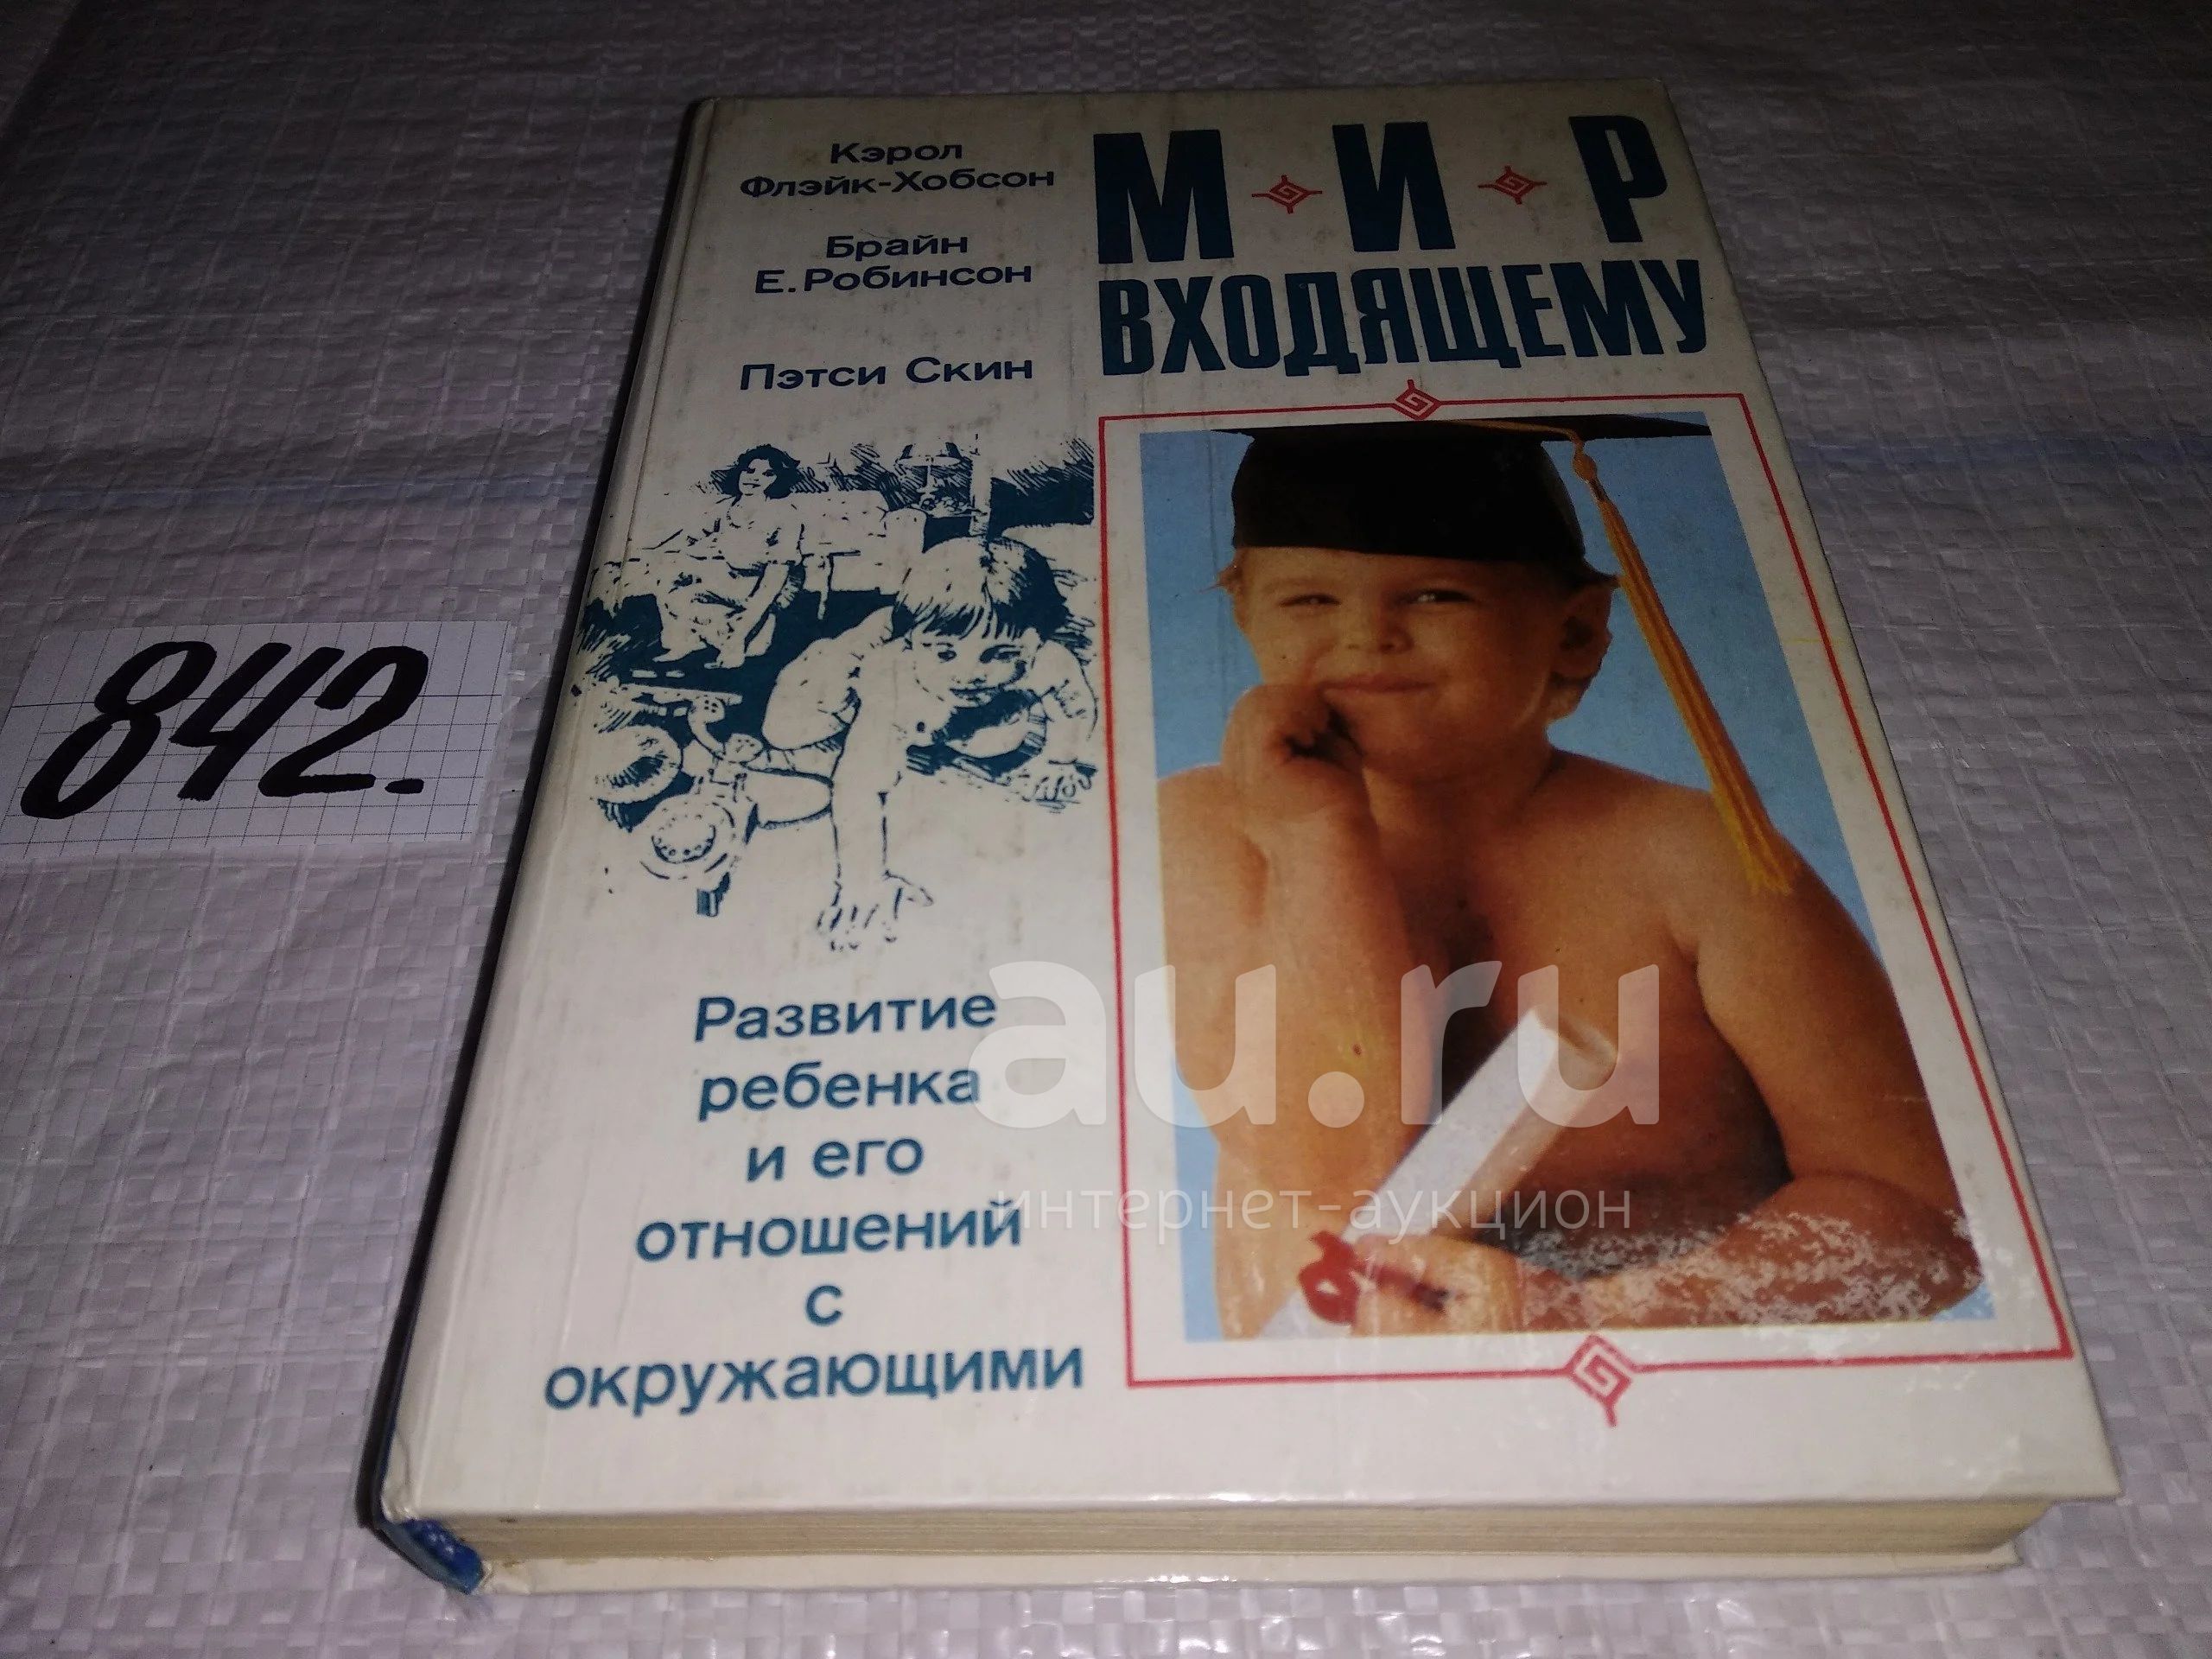 Кэрол
Флэйк-Хобсон
Брайн
Е. Робинсон
Пэтси Скин
М И Р
ВХОДЯЩЕМУ
842.
Развитие
ребенка
и его
отношений
с
окружающими
au.ru
интернет-аукцион